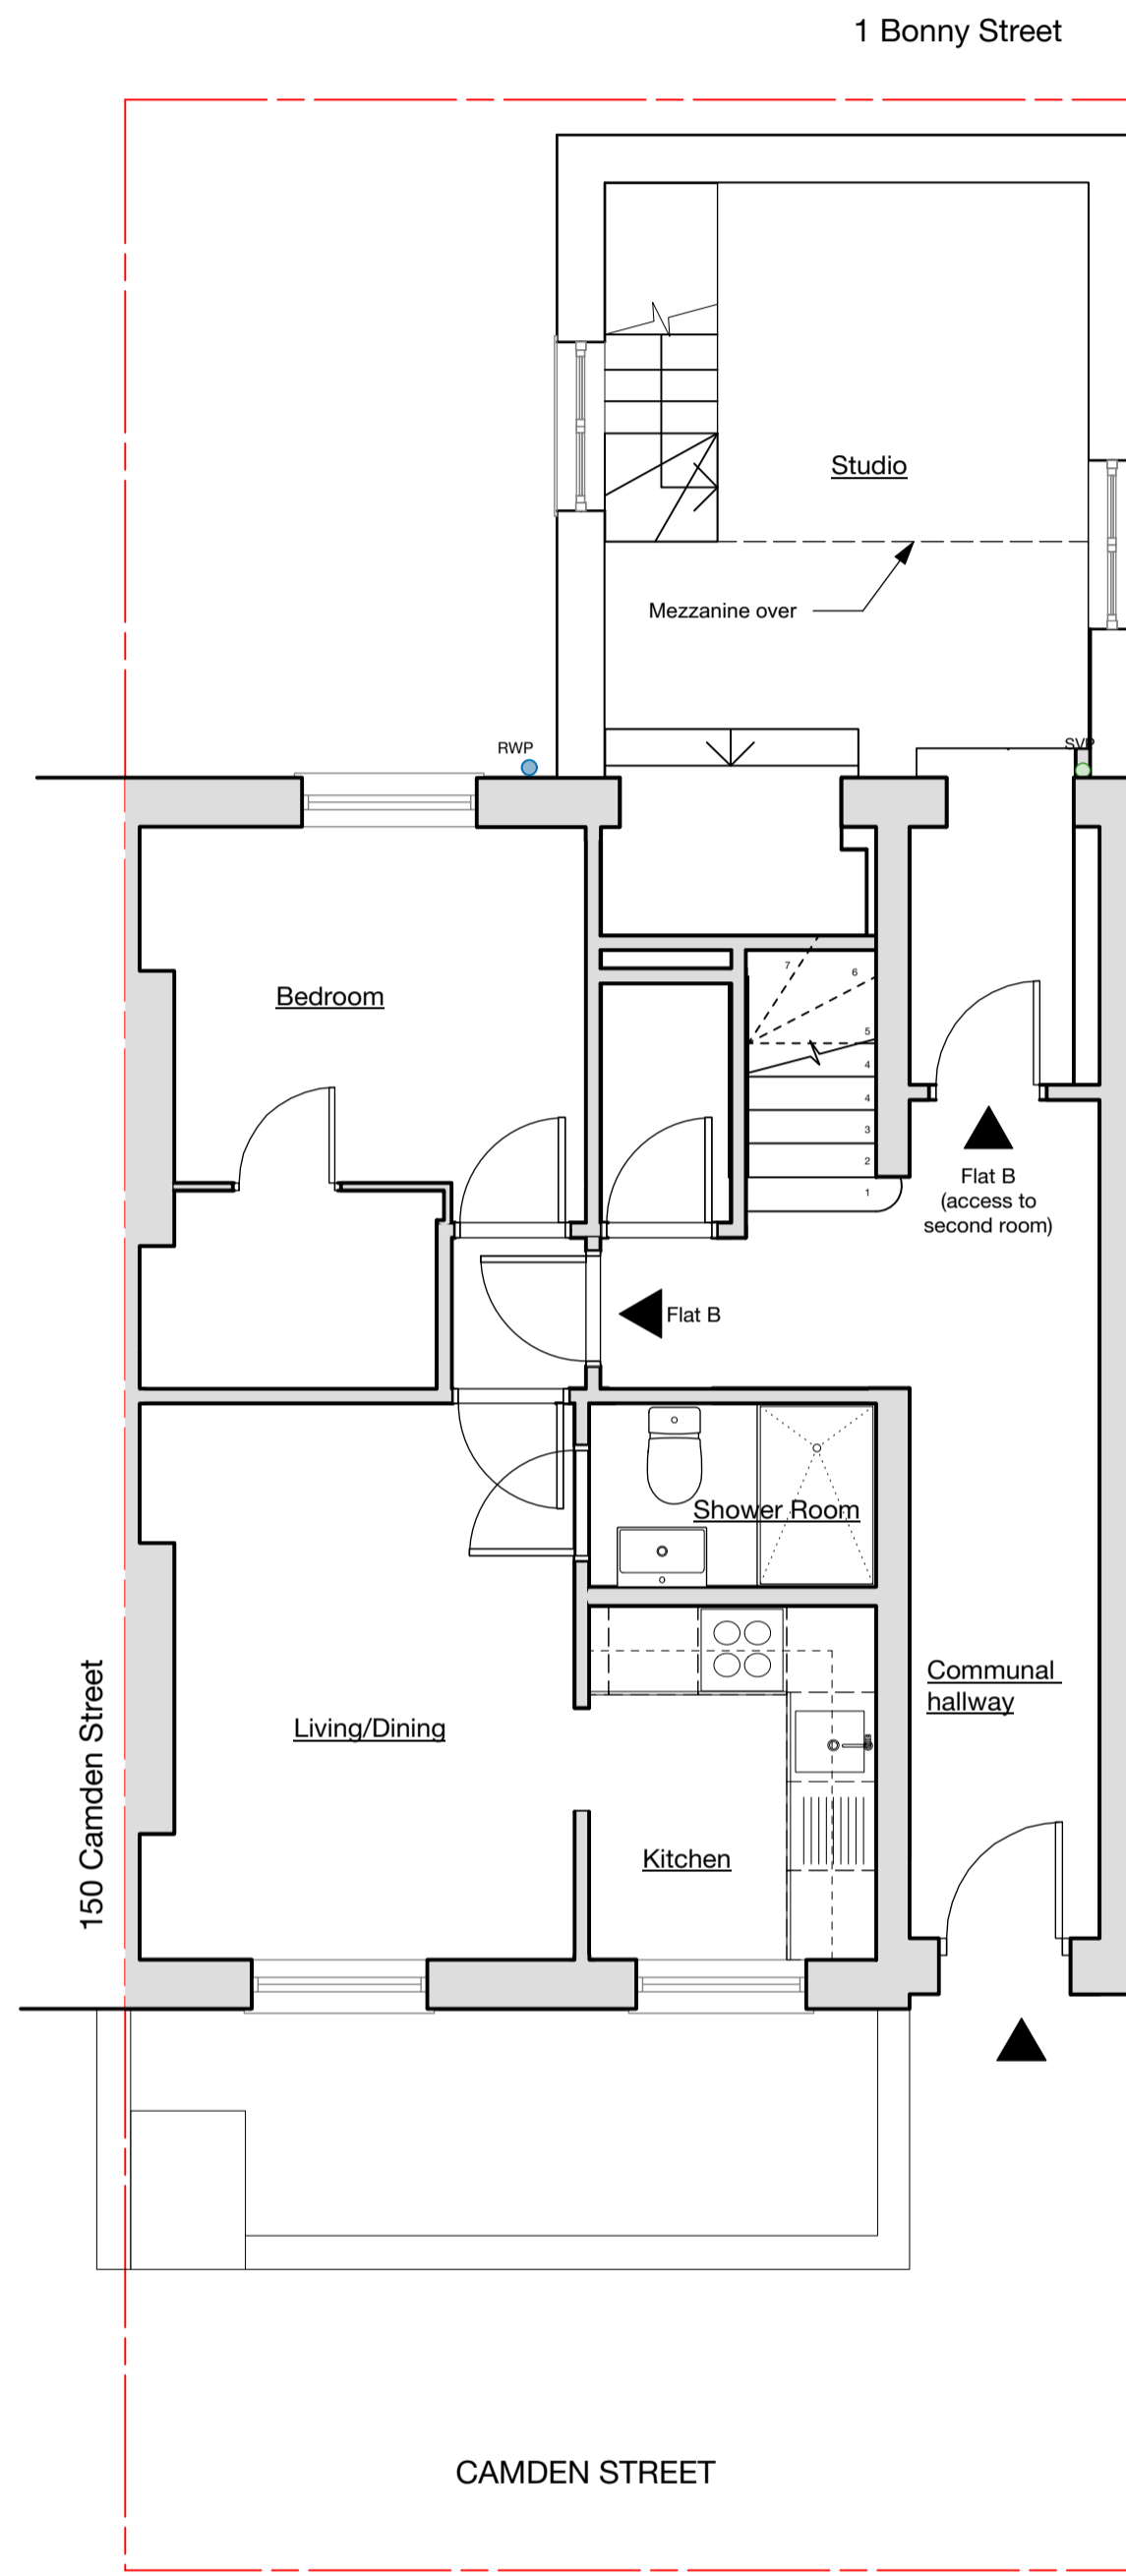 1 Bonny Street
Studio
Mezzanine over
RWP
SVP
7
6
5
4
4
3
2
1
Bedroom
Flat B
(access to
second room)
Flat B
Shower Room
Communal
hallway
150 Camden Street
Living/Dining
Kitchen
CAMDEN STREET